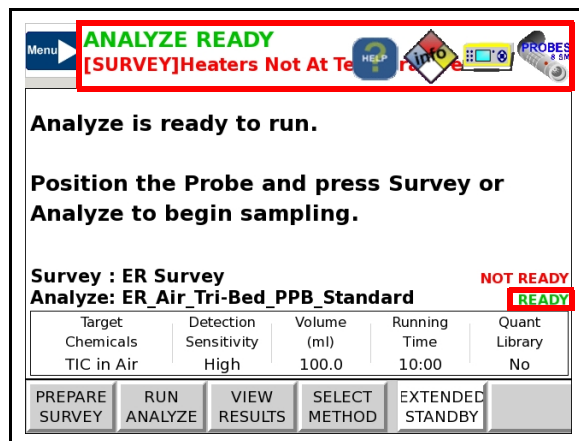 Menu
ANALYZE READY
[SURVEY]Heaters Not At Te
HELP
info
PROBES
& SM
Analyze is ready to run.
Position the Probe and press Survey or
Analyze to begin sampling.
Survey : ER Survey
NOT READY
Analyze: ER_Air_Tri-Bed_PPB_Standard
READY
Target Detection Volume Running Quant
Chemicals Sensitivity (ml) Time Library
TIC in Air High 100.0 10:00 No
PREPARE RUN VIEW SELECT EXTENDED
SURVEY ANALYZE RESULTS METHOD STANDBY